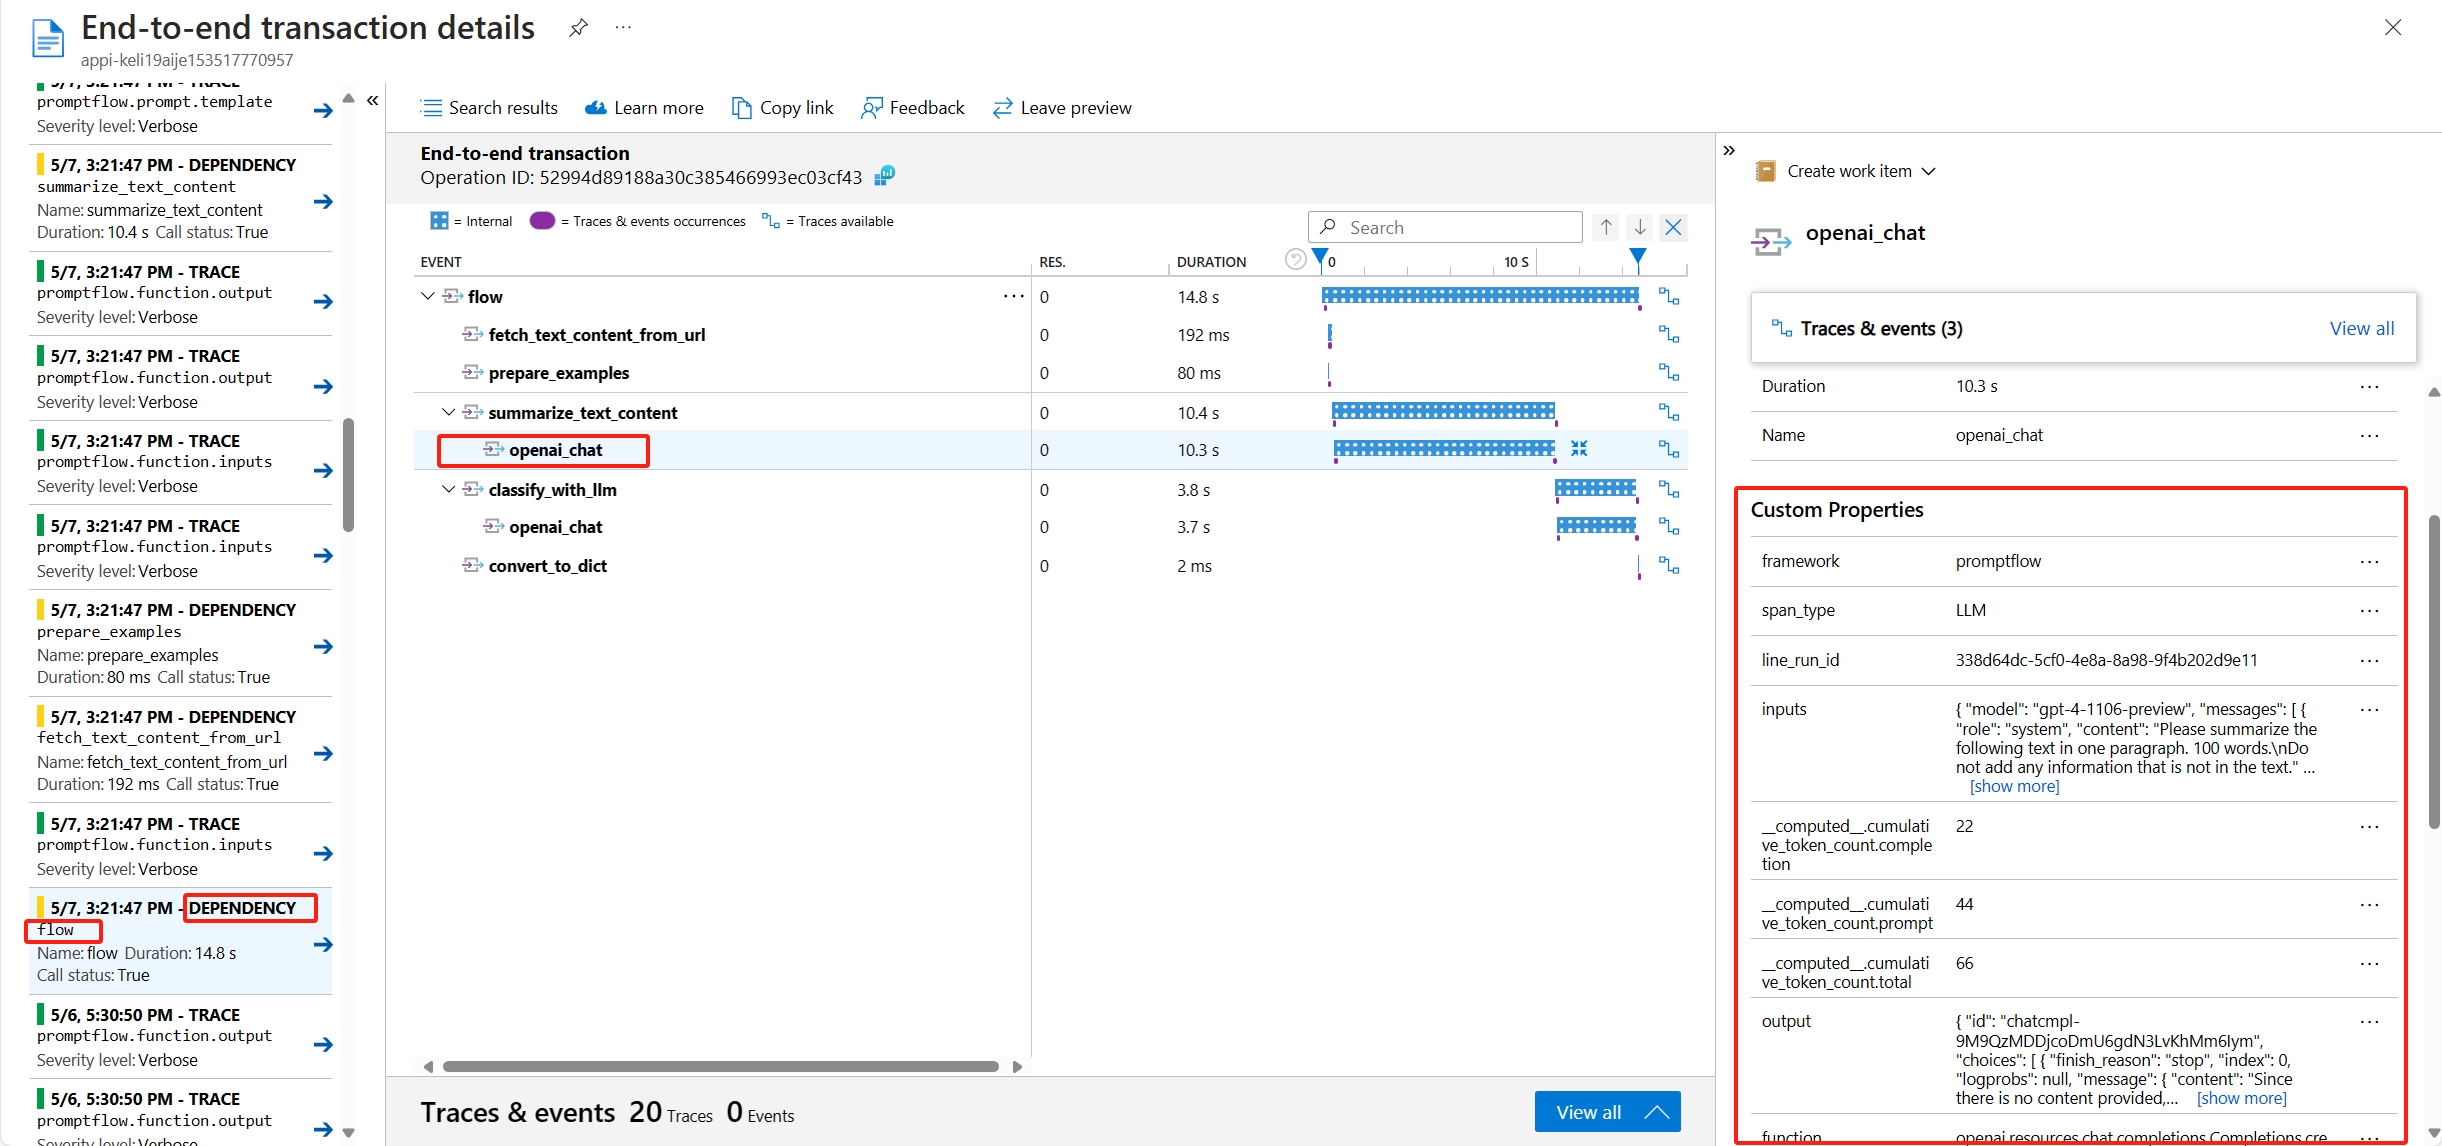 End-to-end transaction details
...
appi-keli19aije153517770957
5/7, 3:21:47 PM - TRACE
promptflow.prompt.template
Severity level: Verbose
5/7, 3:21:47 PM - DEPENDENCY
summarize_text_content
Name: summarize_text_content
Duration: 10.4 s Call status: True
5/7, 3:21:47 PM - TRACE
promptflow.function.output
Severity level: Verbose
5/7, 3:21:47 PM - TRACE
promptflow.function.output
Severity level: Verbose
5/7, 3:21:47 PM - TRACE
promptflow.function.inputs
Severity level: Verbose
5/7, 3:21:47 PM - TRACE
promptflow.function.inputs
Severity level: Verbose
5/7, 3:21:47 PM - DEPENDENCY
prepare_examples
Name: prepare_examples
Duration: 80 ms Call status: True
5/7, 3:21:47 PM - DEPENDENCY
fetch_text_content_from_url
Name: fetch_text_content_from_url
Duration: 192 ms Call status: True
5/7, 3:21:47 PM - TRACE
promptflow.function.inputs
Severity level: Verbose
5/7, 3:21:47 PM - DEPENDENCY
flow
Name: flow Duration: 14.8 s
Call status: True
5/6, 5:30:50 PM - TRACE
promptflow.function.output
Severity level: Verbose
5/6, 5:30:50 PM - TRACE
promptflow.function.output
Severity level: Verbose
Search results Learn more Copy link Feedback Leave preview
End-to-end transaction
Operation ID: 52994d89188a30c385466993ec03cf43
= Internal = Traces & events occurrences = Traces available
Search
EVENT RES. DURATION 0 10 S
flow ... 0 14.8 s
fetch_text_content_from_url 0 192 ms
prepare_examples 0 80 ms
summarize_text_content 0 10.4 s
openai_chat 0 10.3 s
classify_with_llm 0 3.8 s
openai_chat 0 3.7 s
convert_to_dict 0 2 ms
Traces & events 20 Traces 0 Events
View all
Create work item
openai_chat
Traces & events (3) View all
Duration 10.3 s ...
Name openai_chat ...
Custom Properties
framework promptflow ...
span_type LLM ...
line_run_id 338d64dc-5cf0-4e8a-8a98-9f4b202d9e11 ...
inputs { "model": "gpt-4-1106-preview", "messages": [ { ...
"role": "system", "content": "Please summarize the
following text in one paragraph. 100 words.\nDo
not add any information that is not in the text." ...
[show more]
__computed__.cumulati 22 ...
ve_token_count.comple
tion
__computed__.cumulati 44 ...
ve_token_count.prompt
__computed__.cumulati 66 ...
ve_token_count.total
output { "id": "chatcmpl- ...
9M9QzMDDjcoDmU6gdN3LvKhMm6lym",
"choices": [ { "finish_reason": "stop", "index": 0,
"logprobs": null, "message": { "content": "Since
there is no content provided,... [show more]
function openai.resources.chat.completions.Completions.cre ...